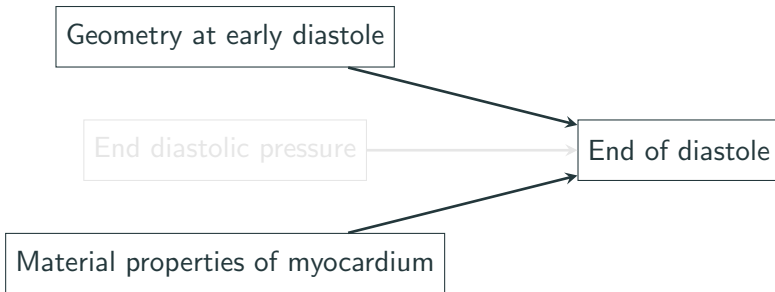 Geometry at early diastole
End diastolic pressure
End of diastole
Material properties of myocardium